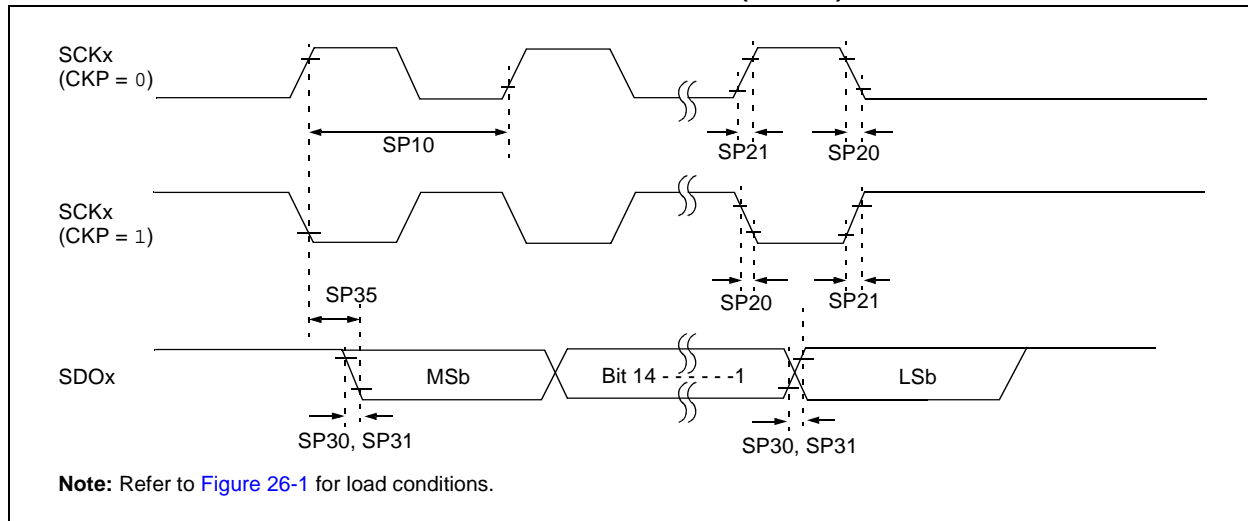 SCKx
(CKP = 0)
SP10
SP21
SP20
SCKx
(CKP = 1)
SP35
SP20
SP21
SDOx
MSb
Bit 14 - - - - - -1
LSb
SP30, SP31
SP30, SP31
Note: Refer to Figure 26-1 for load conditions.